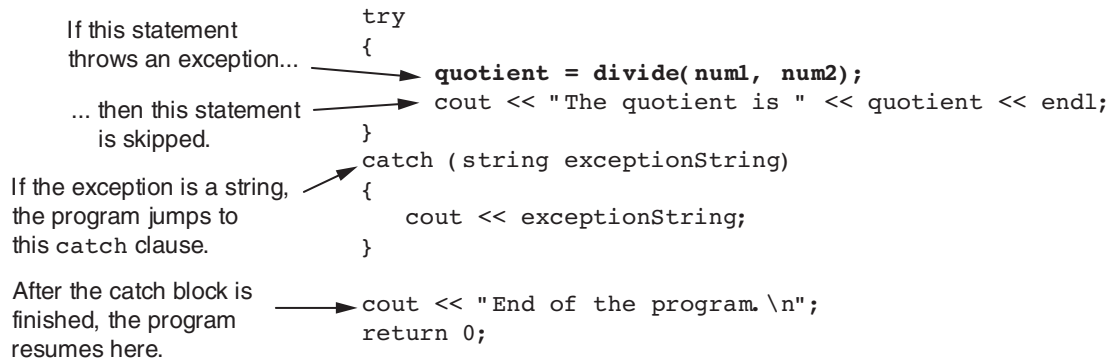 If this statement
throws an exception...
... then this statement
is skipped.
If the exception is a string,
the program jumps to
this catch clause.
After the catch block is
finished, the program
resumes here.
try
{
quotient = divide(num1, num2);
cout << "The quotient is " << quotient << endl;
}
catch (string exceptionString)
{
cout << exceptionString;
}
cout << "End of the program.\n";
return 0;